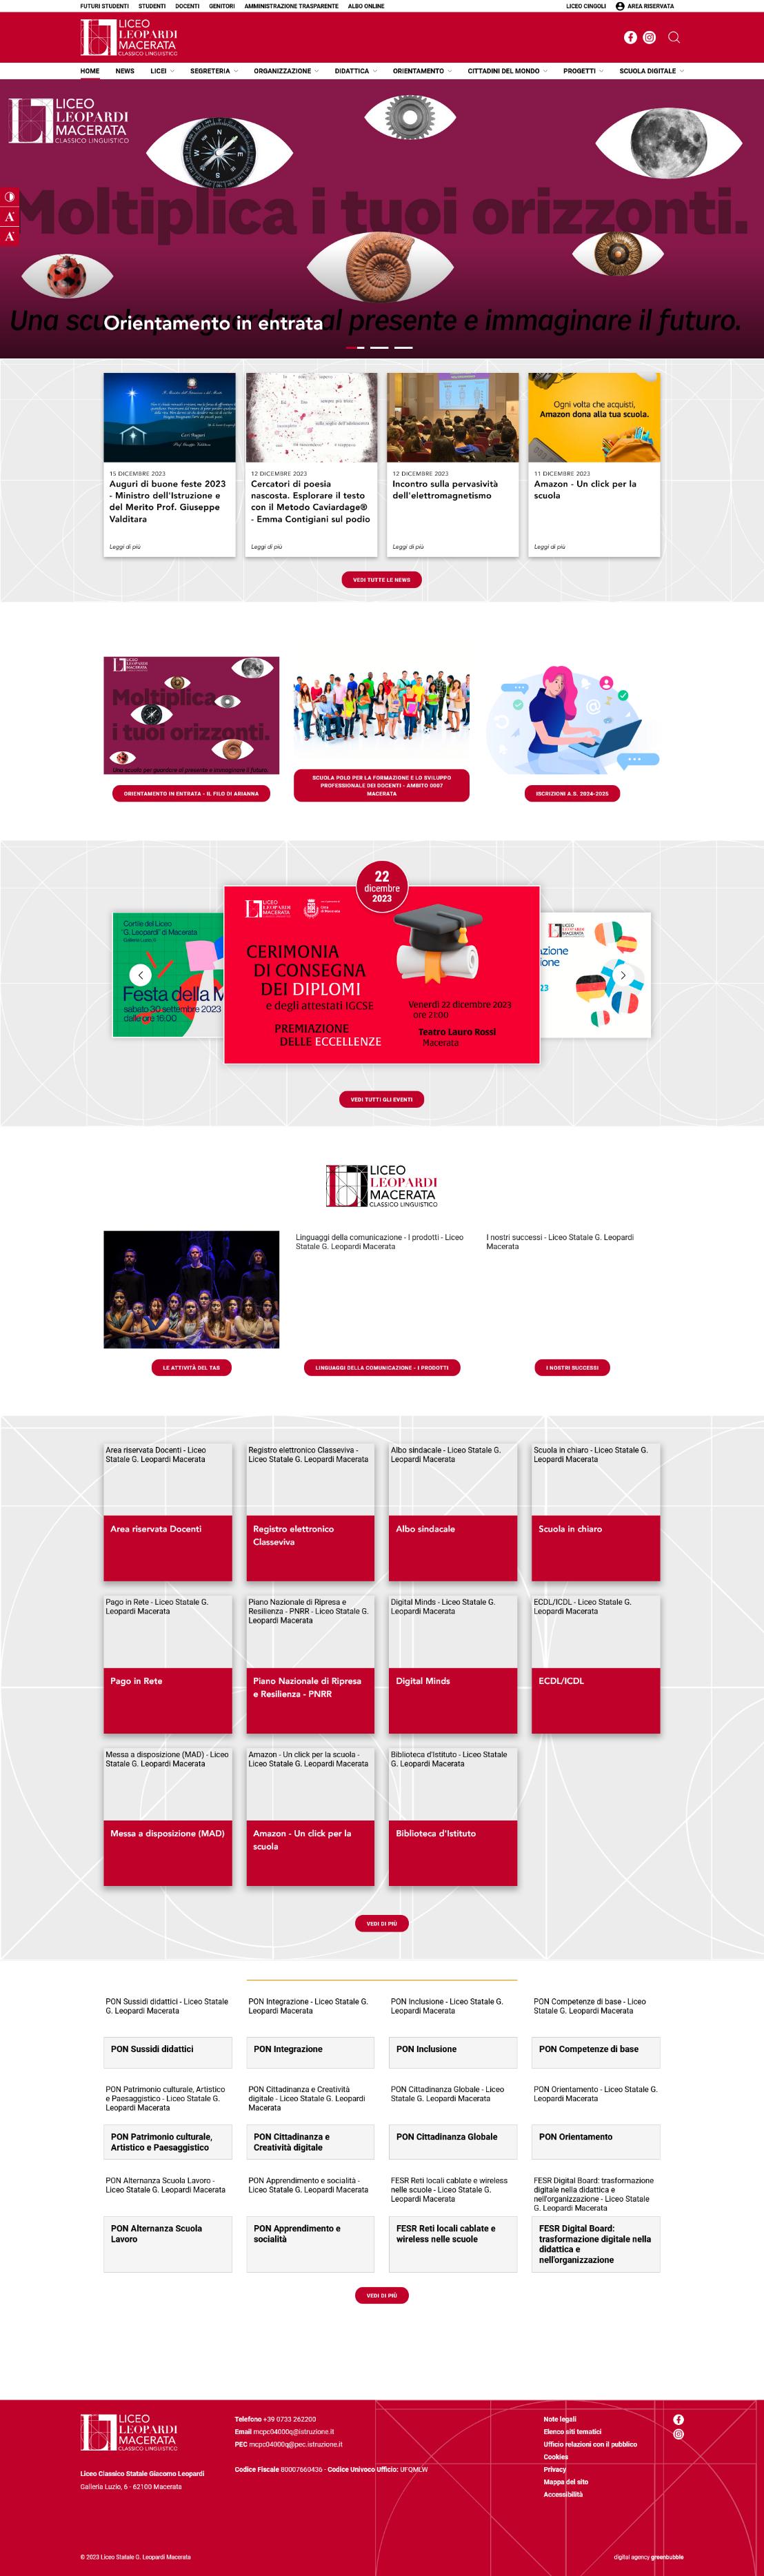 FUTURI STUDENTI STUDENTI DOCENTI GENITORI AMMINISTRAZIONE TRASPARENTE ALBO ONLINE LICEO CINGOLI AREA RISERVATA
LICEO
LEOPARDI
MACERATA
CLASSICO LINGUISTICO
HOME NEWS LICEI SEGRETERIA ORGANIZZAZIONE DIDATTICA ORIENTAMENTO CITTADINI DEL MONDO PROGETTI SCUOLA DIGITALE
LICEO
LEOPARDI
MACERATA
CLASSICO LINGUISTICO
Moltiplica i tuoi orizzonti.
Una scuola per guardare al presente e immaginare il futuro.
Orientamento in entrata
Ogni volta che acquisti,
Amazon dona alla tua scuola.
15 DICEMBRE 2023
Auguri di buone feste 2023
- Ministro dell'Istruzione e
del Merito Prof. Giuseppe
Valditara
Leggi di più
12 DICEMBRE 2023
Cercatori di poesia
nascosta. Esplorare il testo
con il Metodo Caviardage®
- Emma Contigiani sul podio
Leggi di più
12 DICEMBRE 2023
Incontro sulla pervasività
dell'elettromagnetismo
Leggi di più
11 DICEMBRE 2023
Amazon - Un click per la
scuola
Leggi di più
VEDI TUTTE LE NEWS
LICEO
LEOPARDI
MACERATA
Moltiplica
i tuoi orizzonti.
Una scuola per guardare al presente e immaginare il futuro.
ORIENTAMENTO IN ENTRATA - IL FILO DI ARIANNA
SCUOLA POLO PER LA FORMAZIONE E LO SVILUPPO
PROFESSIONALE DEI DOCENTI - AMBITO 0007
MACERATA
ISCRIZIONI A.S. 2024-2025
22
dicembre
2023
Cortile del Liceo
"G. Leopardi" di Macerata
Galleria Luzio, 6
Festa della M
sabato 30 settembre 2023
dalle ore 16:00
LICEO
LEOPARDI
MACERATA
CERIMONIA
DI CONSEGNA
DEI DIPLOMI
e degli attestati IGCSE
PREMIAZIONE
DELLE ECCELLENZE
Venerdì 22 dicembre 2023
ore 21:00
Teatro Lauro Rossi
Macerata
LICEO
LEOPARDI
MACERATA
azione
ione
23
VEDI TUTTI GLI EVENTI
LICEO
LEOPARDI
MACERATA
CLASSICO LINGUISTICO
Linguaggi della comunicazione - I prodotti - Liceo
Statale G. Leopardi Macerata
I nostri successi - Liceo Statale G. Leopardi
Macerata
LE ATTIVITÀ DEL TAS
LINGUAGGI DELLA COMUNICAZIONE - I PRODOTTI
I NOSTRI SUCCESSI
Area riservata Docenti - Liceo
Statale G. Leopardi Macerata
Area riservata Docenti
Registro elettronico Classeviva -
Liceo Statale G. Leopardi Macerata
Registro elettronico
Classeviva
Albo sindacale - Liceo Statale G.
Leopardi Macerata
Albo sindacale
Scuola in chiaro - Liceo Statale G.
Leopardi Macerata
Scuola in chiaro
Pago in Rete - Liceo Statale G.
Leopardi Macerata
Pago in Rete
Piano Nazionale di Ripresa e
Resilienza - PNRR - Liceo Statale G.
Leopardi Macerata
Piano Nazionale di Ripresa
e Resilienza - PNRR
Digital Minds - Liceo Statale G.
Leopardi Macerata
Digital Minds
ECDL/ICDL - Liceo Statale G.
Leopardi Macerata
ECDL/ICDL
Messa a disposizione (MAD) - Liceo
Statale G. Leopardi Macerata
Messa a disposizione (MAD)
Amazon - Un click per la scuola -
Liceo Statale G. Leopardi Macerata
Amazon - Un click per la
scuola
Biblioteca d'Istituto - Liceo Statale
G. Leopardi Macerata
Biblioteca d'Istituto
VEDI DI PIÙ
PON Sussidi didattici - Liceo Statale
G. Leopardi Macerata
PON Sussidi didattici
PON Integrazione - Liceo Statale G.
Leopardi Macerata
PON Integrazione
PON Inclusione - Liceo Statale G.
Leopardi Macerata
PON Inclusione
PON Competenze di base - Liceo
Statale G. Leopardi Macerata
PON Competenze di base
PON Patrimonio culturale, Artistico
e Paesaggistico - Liceo Statale G.
Leopardi Macerata
PON Patrimonio culturale,
Artistico e Paesaggistico
PON Cittadinanza e Creatività
digitale - Liceo Statale G. Leopardi
Macerata
PON Cittadinanza e
Creatività digitale
PON Cittadinanza Globale - Liceo
Statale G. Leopardi Macerata
PON Cittadinanza Globale
PON Orientamento - Liceo Statale G.
Leopardi Macerata
PON Orientamento
PON Alternanza Scuola Lavoro -
Liceo Statale G. Leopardi Macerata
PON Alternanza Scuola
Lavoro
PON Apprendimento e socialità -
Liceo Statale G. Leopardi Macerata
PON Apprendimento e
socialità
FESR Reti locali cablate e wireless
nelle scuole - Liceo Statale G.
Leopardi Macerata
FESR Reti locali cablate e
wireless nelle scuole
FESR Digital Board: trasformazione
digitale nella didattica e
nell'organizzazione - Liceo Statale
G. Leopardi Macerata
FESR Digital Board:
trasformazione digitale nella
didattica e
nell'organizzazione
VEDI DI PIÙ
LICEO
LEOPARDI
MACERATA
CLASSICO LINGUISTICO
Liceo Classico Statale Giacomo Leopardi
Galleria Luzio, 6 - 62100 Macerata
Telefono +39 0733 262200
Email mcpc04000q@istruzione.it
PEC mcpc04000q@pec.istruzione.it
Codice Fiscale 80007660436 - Codice Univoco Ufficio: UFQMLW
Note legali
Elenco siti tematici
Ufficio relazioni con il pubblico
Cookies
Privacy
Mappa del sito
Accessibilità
© 2023 Liceo Statale G. Leopardi Macerata
digital agency greenbubble